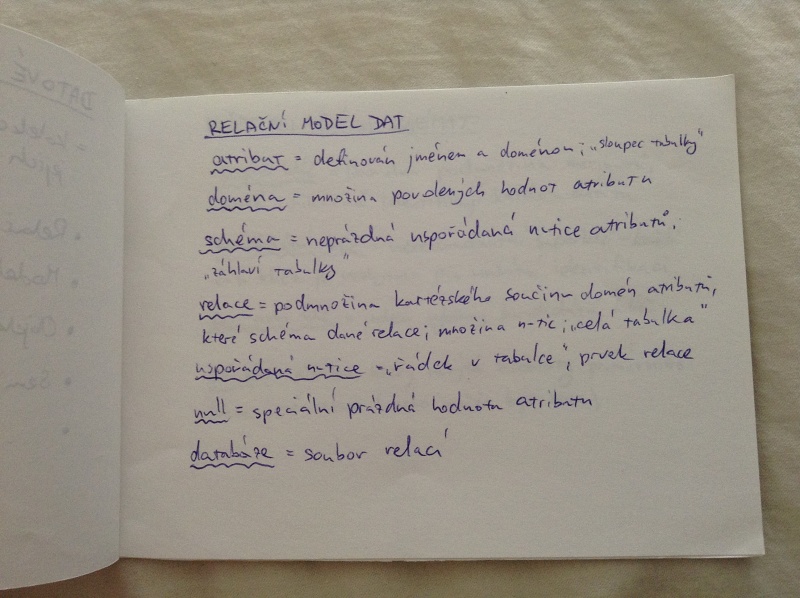 DATOVÉ
RELAČNÍ MODEL DAT
atribut = definován jménem a doménou; „sloupec tabulky"
doména = množina povolených hodnot atributu
schéma = neprázdná uspořádaná n-tice atributů;
„záhlaví tabulky"
relace = podmnožina kartézského součinu domén atributů,
které schéma dané relace; množina n-tic; „celá tabulka"
uspořádaná n-tice = „řádek v tabulce", prvek relace
null = speciální prázdná hodnota atributu
databáze = soubor relací